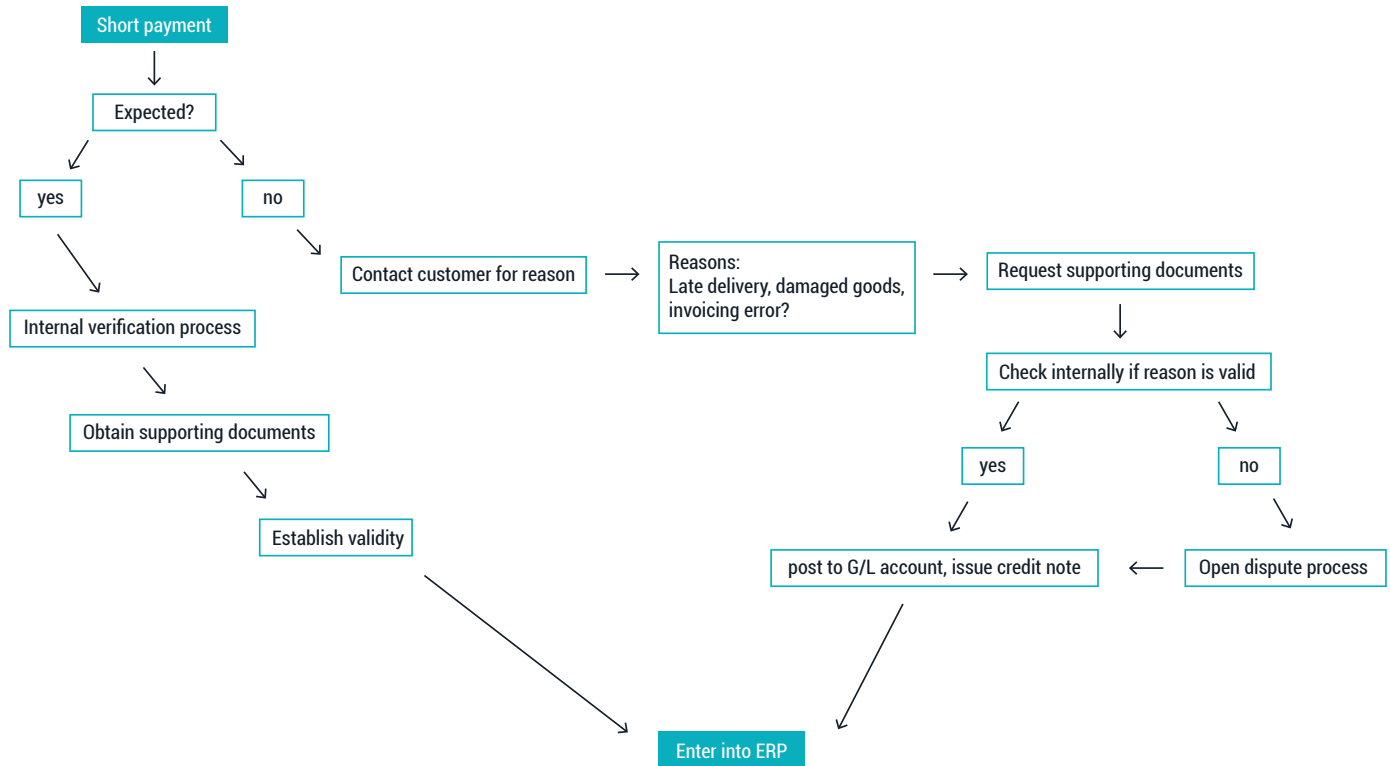 Short payment
Expected?
yes
no
Contact customer for reason
Reasons:
Late delivery, damaged goods,
invoicing error?
Request supporting documents
Internal verification process
Check internally if reason is valid
Obtain supporting documents
yes
no
Establish validity
post to G/L account, issue credit note
Open dispute process
Enter into ERP